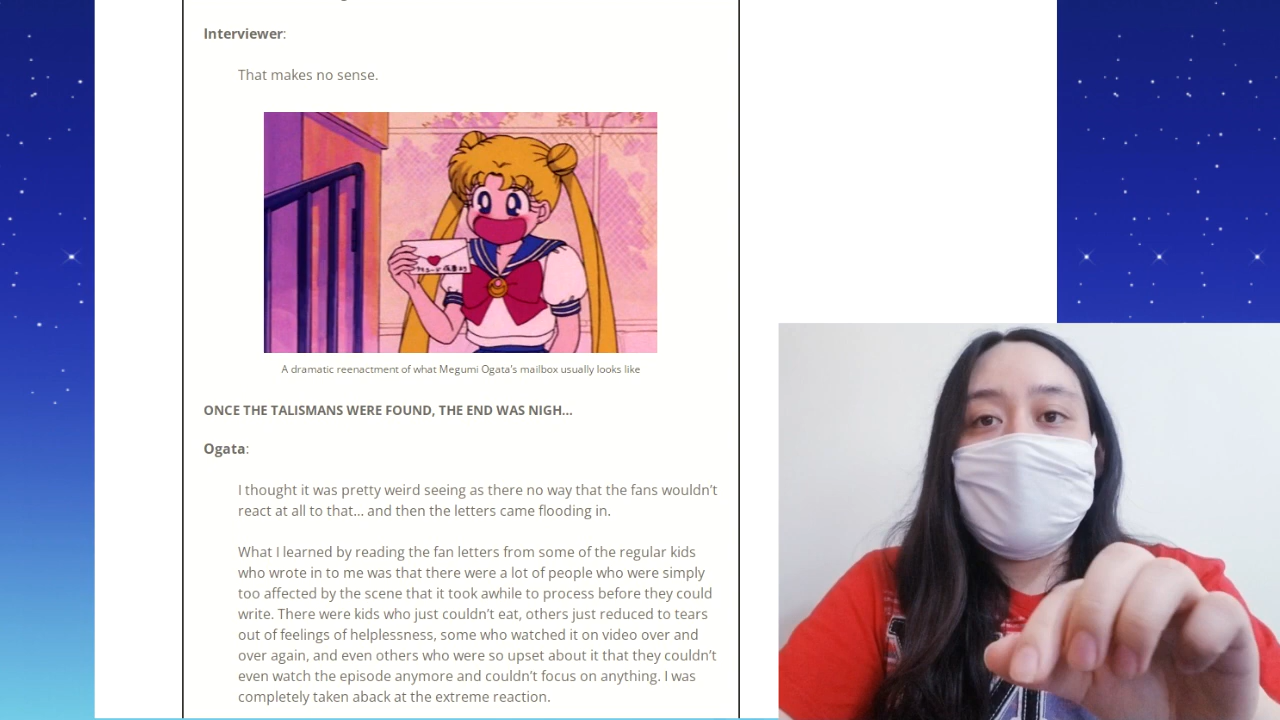 Interviewer:
That makes no sense.
A dramatic reenactment of what Megumi Ogata's mailbox usually looks like
ONCE THE TALISMANS WERE FOUND, THE END WAS NIGH…
Ogata:
I thought it was pretty weird seeing as there no way that the fans wouldn't
react at all to that… and then the letters came flooding in.
What I learned by reading the fan letters from some of the regular kids
who wrote in to me was that there were a lot of people who were simply
too affected by the scene that it took awhile to process before they could
write. There were kids who just couldn't eat, others just reduced to tears
out of feelings of helplessness, some who watched it on video over and
over again, and even others who were so upset about it that they couldn't
even watch the episode anymore and couldn't focus on anything. I was
completely taken aback at the extreme reaction.